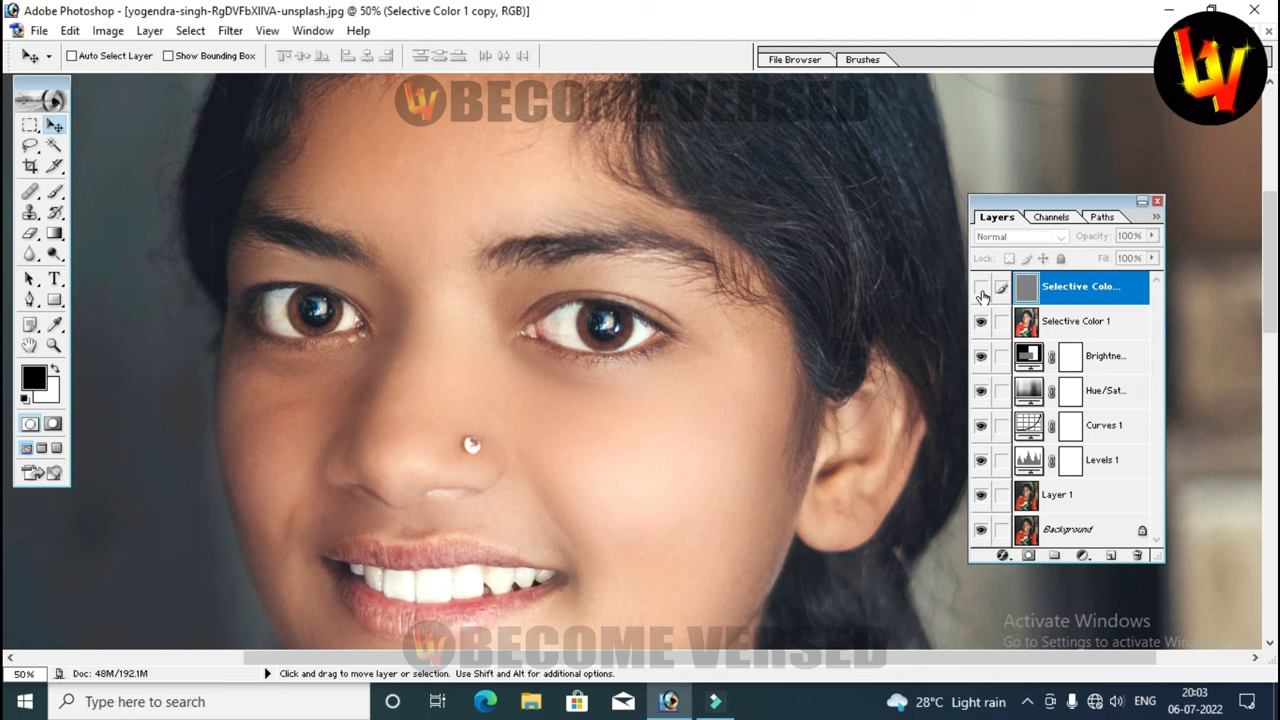 Adobe Photoshop - [yogendra-singh-RgDVFbXIIVA-unsplash.jpg @ 50% (Selective Color 1 copy, RGB)]
File Edit Image Layer Select Filter View Window Help
Auto Select Layer Show Bounding Box File Browser Brushes
BECOME VERSED
Layers Channels Paths
Normal Opacity: 100%
Lock: Fill: 100%
Selective Colo...
Selective Color 1
Brightne...
Hue/Sat...
Curves 1
Levels 1
Layer 1
Background
BECOME VERSED
Activate Windows
Go to Settings to activate Win
50% Doc: 48M/192.1M Click and drag to move layer or selection. Use Shift and Alt for additional options.
Type here to search 28°C Light rain ENG 20:03
06-07-2022